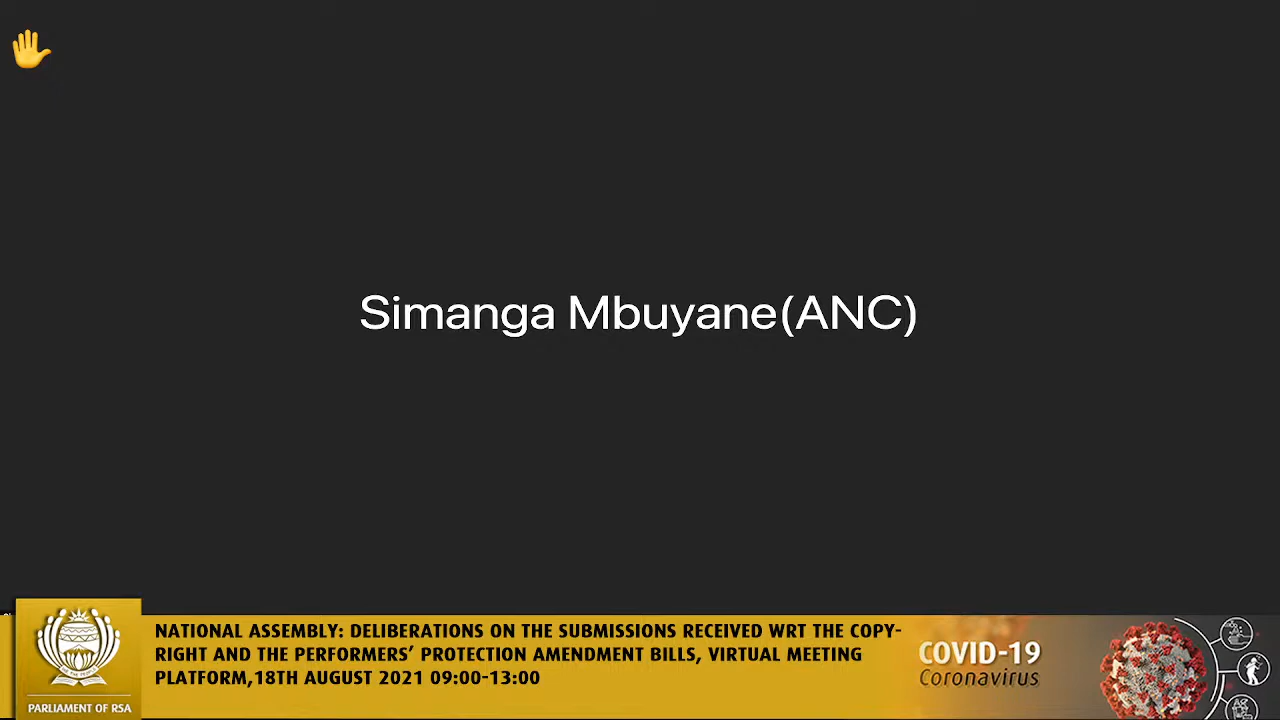 Simanga Mbuyane(ANC)
NATIONAL ASSEMBLY: DELIBERATIONS ON THE SUBMISSIONS RECEIVED WRT THE COPY-
RIGHT AND THE PERFORMERS’ PROTECTION AMENDMENT BILLS, VIRTUAL MEETING
PLATFORM,18TH AUGUST 2021 09:00-13:00
COVID-19
Coronavirus
PARLIAMENT OF RSA